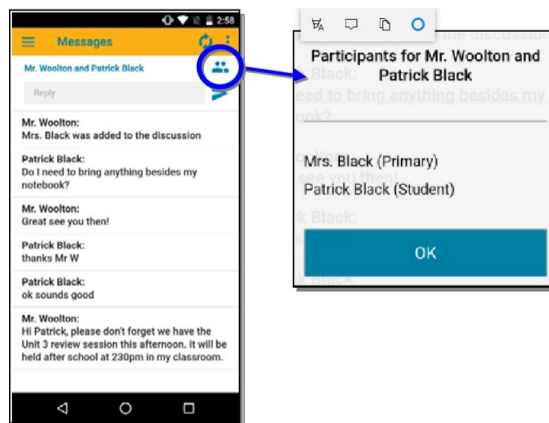 2:58
Messages
Mr. Woolton and Patrick Black
Reply
Mr. Woolton:
Mrs. Black was added to the discussion
Patrick Black:
Do I need to bring anything besides my
notebook?
Mr. Woolton:
Great see you then!
Patrick Black:
thanks Mr W
Patrick Black:
ok sounds good
Mr. Woolton:
Hi Patrick, please don't forget we have the
Unit 3 review session this afternoon. It will be
held after school at 230pm in my classroom.
Participants for Mr. Woolton and
Patrick Black
Mrs. Black (Primary)
Patrick Black (Student)
OK